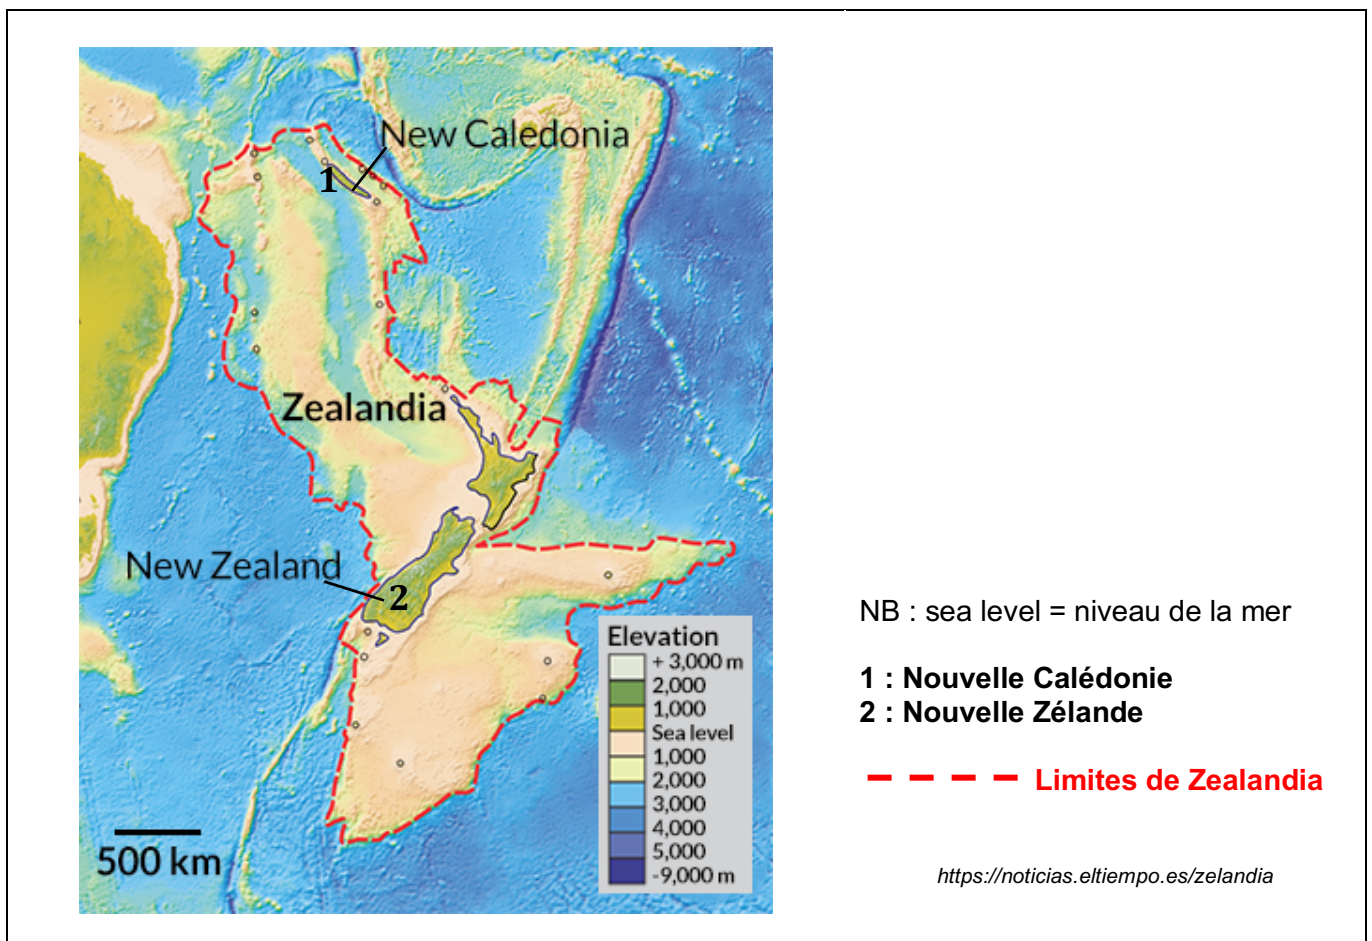 New Caledonia
1
Zealandia
New Zealand
2
500 km
Elevation
+ 3,000 m
2,000
1,000
Sea level
1,000
2,000
3,000
4,000
5,000
-9,000 m
NB : sea level = niveau de la mer
1 : Nouvelle Calédonie
2 : Nouvelle Zélande
Limites de Zealandia
https://noticias.eltiempo.es/zelandia